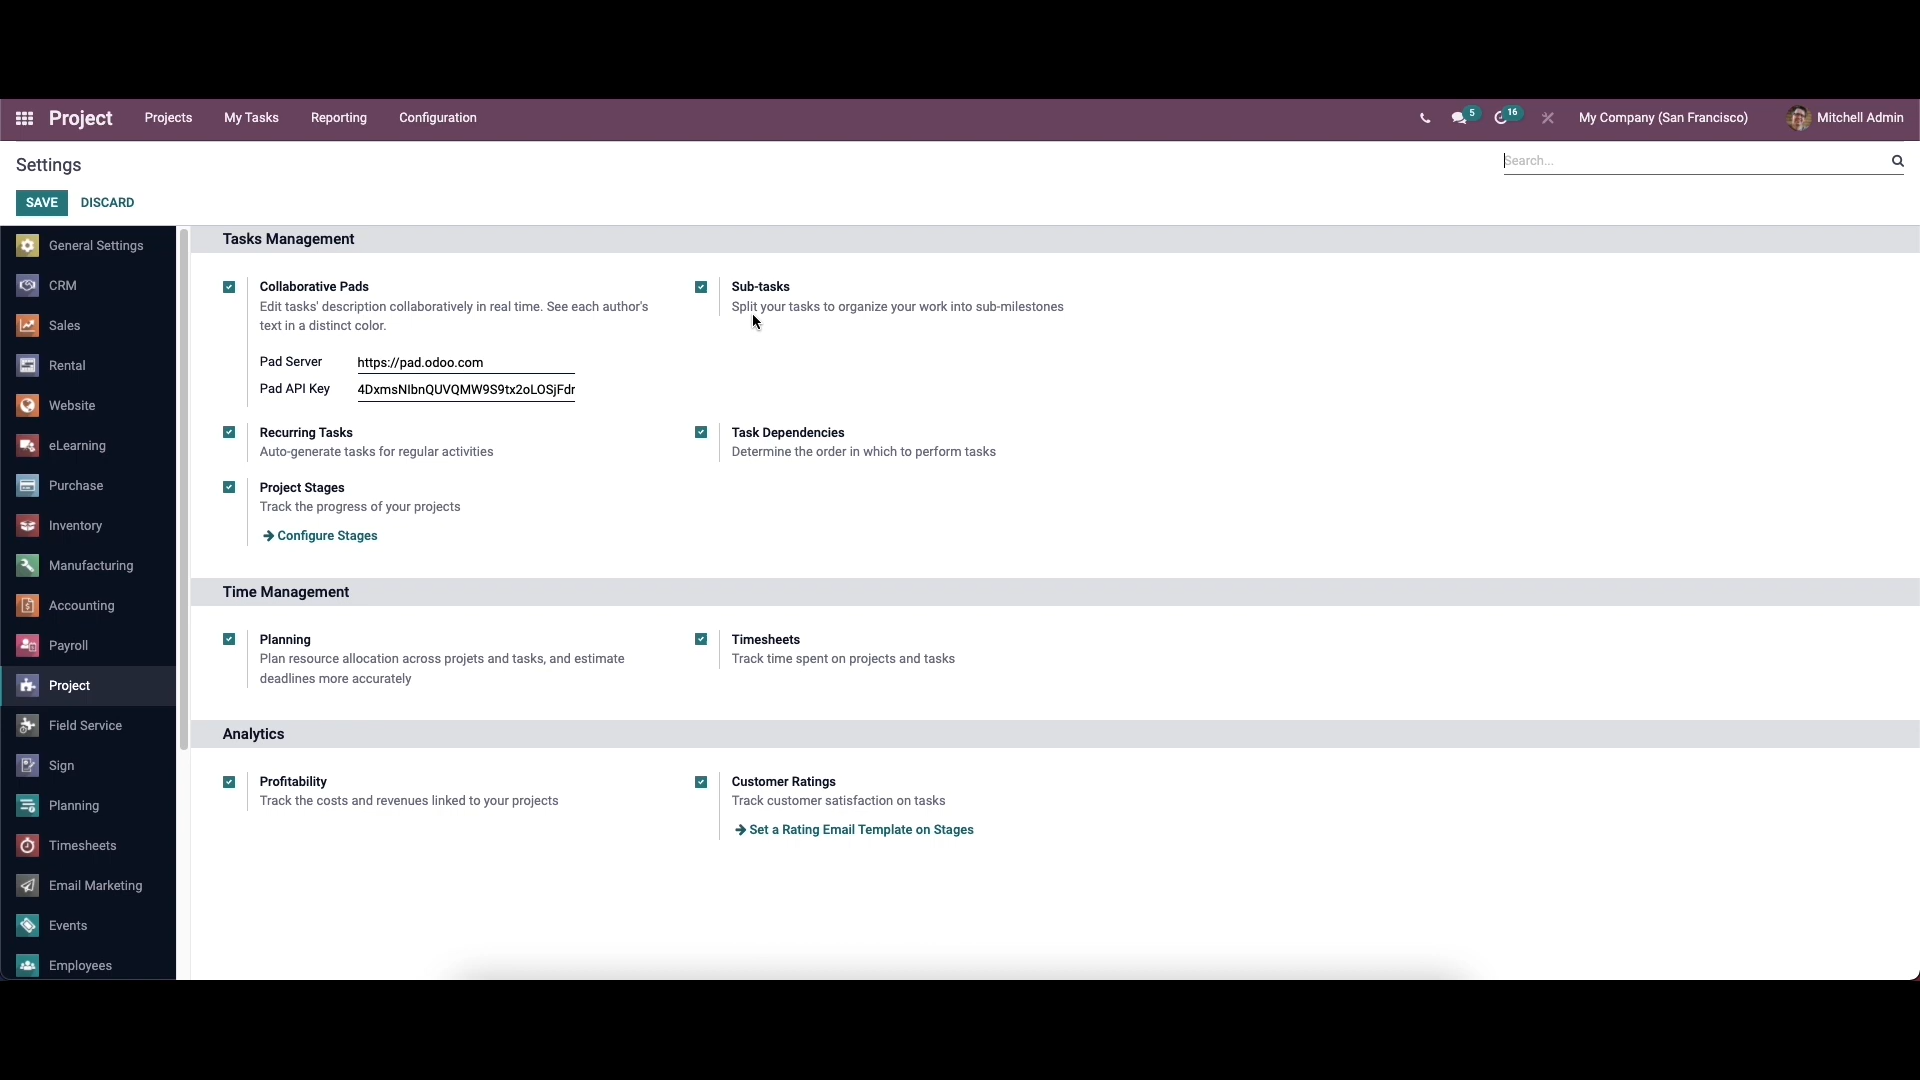 Project Projects My Tasks Reporting Configuration 5 16 My Company (San Francisco) Mitchell Admin
Settings
Search...
SAVE DISCARD
General Settings
CRM
Sales
Rental
Website
eLearning
Purchase
Inventory
Manufacturing
Accounting
Payroll
Project
Field Service
Sign
Planning
Timesheets
Email Marketing
Events
Employees
Tasks Management
Collaborative Pads
Edit tasks' description collaboratively in real time. See each author's
text in a distinct color.
Pad Server https://pad.odoo.com
Pad API Key 4DxmsNIbnQUVQMW9S9tx2oLOSjFdr
Sub-tasks
Split your tasks to organize your work into sub-milestones
Recurring Tasks
Auto-generate tasks for regular activities
Task Dependencies
Determine the order in which to perform tasks
Project Stages
Track the progress of your projects
Configure Stages
Time Management
Planning
Plan resource allocation across projets and tasks, and estimate
deadlines more accurately
Timesheets
Track time spent on projects and tasks
Analytics
Profitability
Track the costs and revenues linked to your projects
Customer Ratings
Track customer satisfaction on tasks
Set a Rating Email Template on Stages